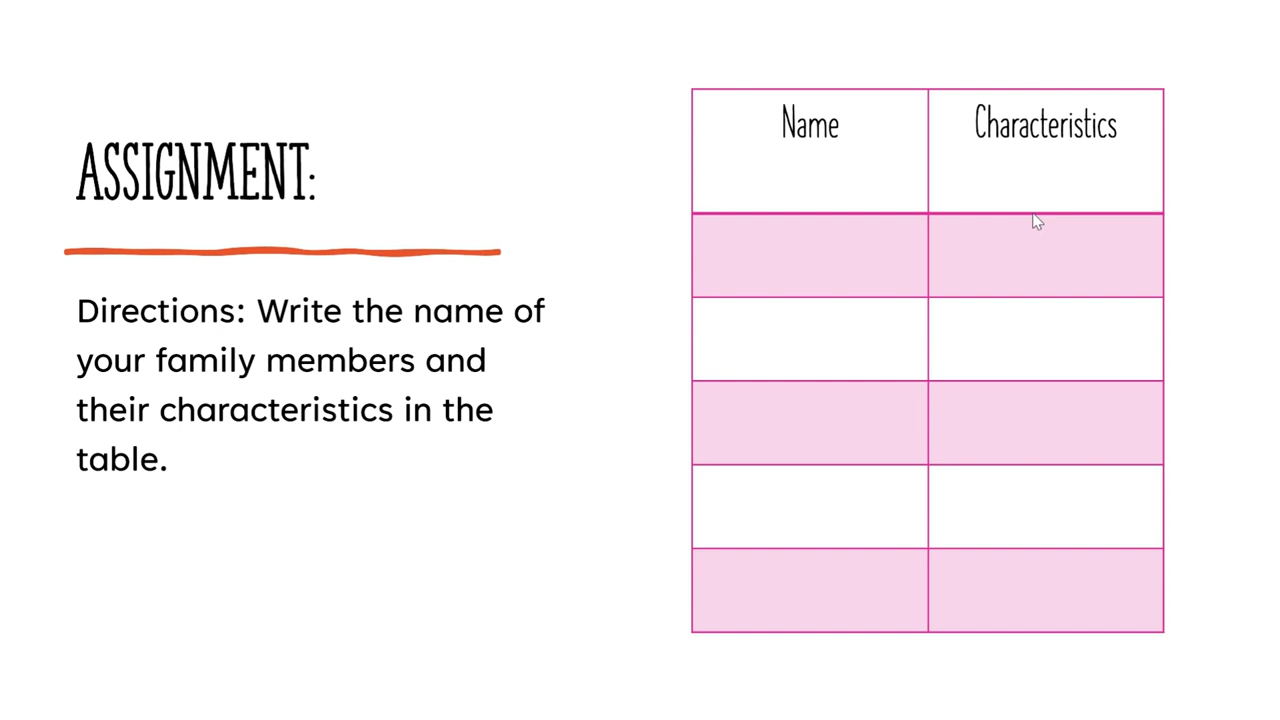 ASSIGNMENT:
Directions: Write the name of
your family members and
their characteristics in the
table.
Name
Characteristics